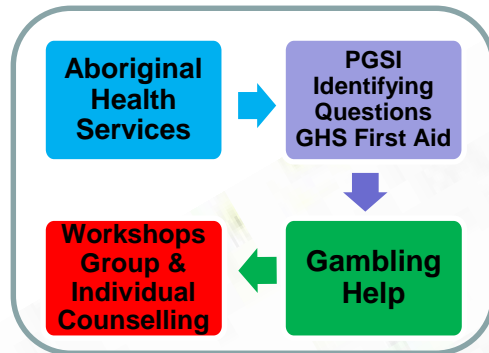 Aboriginal
Health
Services
PGSI
Identifying
Questions
GHS First Aid
Gambling
Help
Workshops
Group &
Individual
Counselling